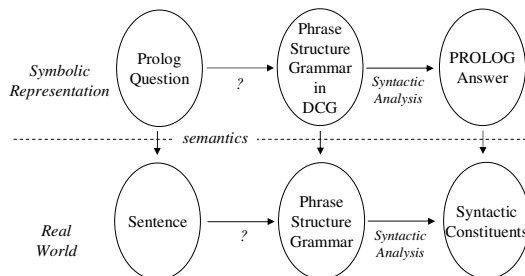 Symbolic
Representation
Prolog
Question
?
Phrase
Structure
Grammar
in
DCG
Syntactic
Analysis
PROLOG
Answer
semantics
Real
World
Sentence
?
Phrase
Structure
Grammar
Syntactic
Analysis
Syntactic
Constituents